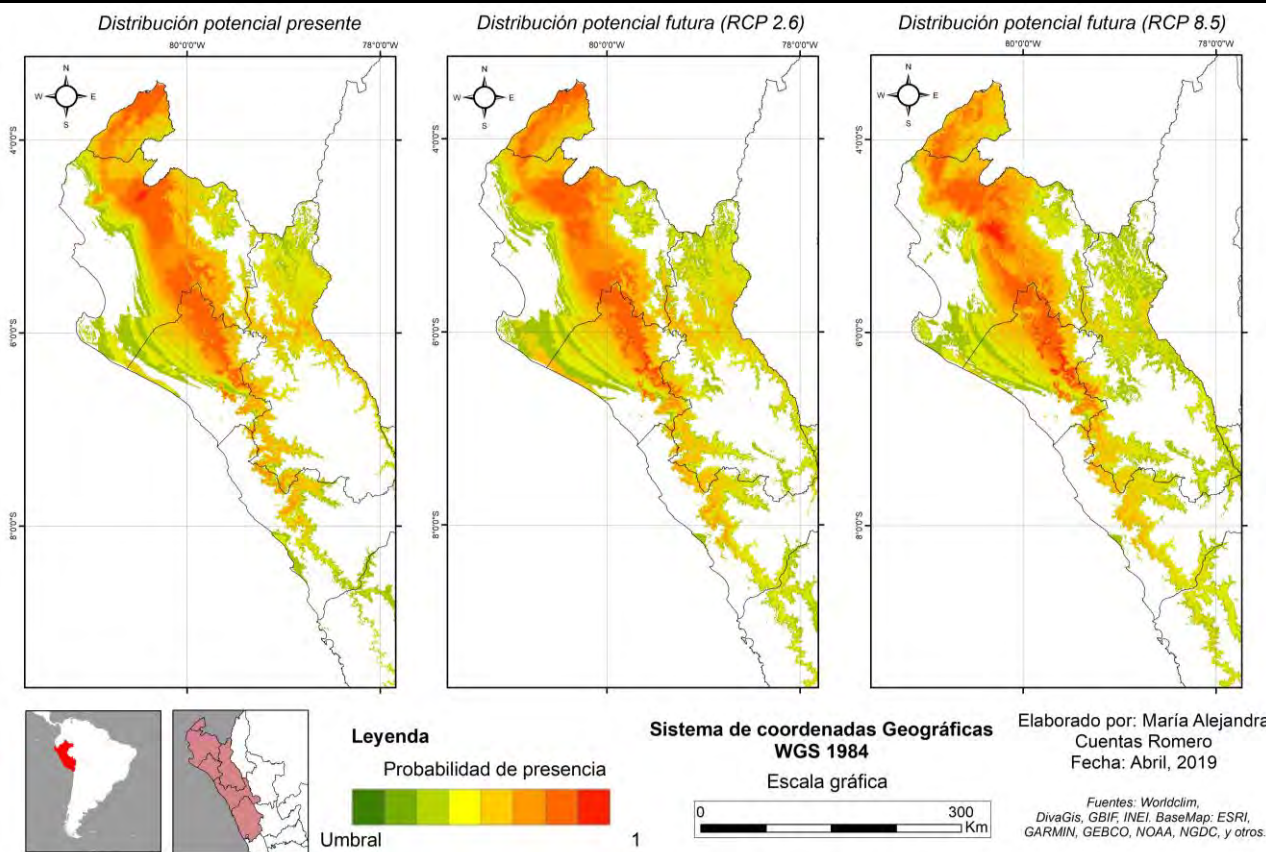 Distribución potencial presente
Distribución potencial futura (RCP 2.6)
Distribución potencial futura (RCP 8.5)
80°0'0"W 78°0'0"W
80°0'0"W 78°0'0"W
80°0'0"W 78°0'0"W
N
W E
S
N
W E
S
N
W E
S
4°0'0"S
4°0'0"S
4°0'0"S
6°0'0"S
6°0'0"S
6°0'0"S
8°0'0"S
8°0'0"S
8°0'0"S
Leyenda
Probabilidad de presencia
Umbral 1
Sistema de coordenadas Geográficas
WGS 1984
Escala gráfica
0 300
Km
Elaborado por: María Alejandra
Cuentas Romero
Fecha: Abril, 2019
Fuentes: Worldclim,
DivaGis, GBIF, INEI. BaseMap: ESRI,
GARMIN, GEBCO, NOAA, NGDC, y otros.